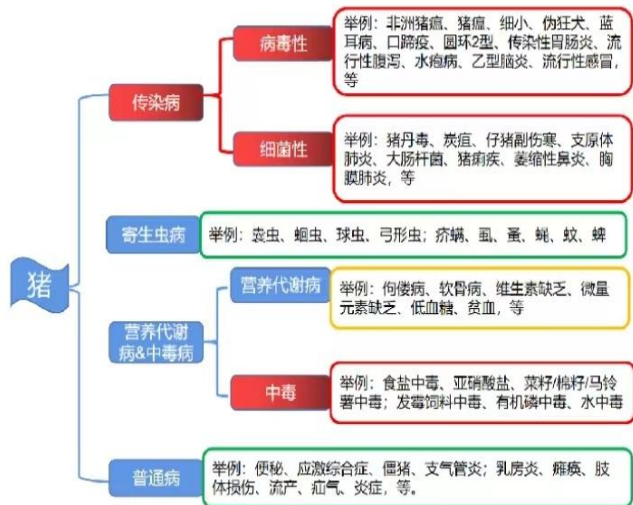 猪
传染病
病毒性
举例：非洲猪瘟、猪瘟、细小、伪狂犬、蓝
耳病、口蹄疫、圆环2型、传染性胃肠炎、流
行性腹泻、水疱病、乙型脑炎、流行性感冒，
等
细菌性
举例：猪丹毒、炭疽、仔猪副伤寒、支原体
肺炎、大肠杆菌、猪痢疾、萎缩性鼻炎、胸
膜肺炎，等
寄生虫病
举例：囊虫、蛔虫、球虫、弓形虫；疥螨、虱、蚤、蝇、蚊、蜱
营养代谢
病&中毒病
营养代谢病
举例：佝偻病、软骨病、维生素缺乏、微量
元素缺乏、低血糖、贫血，等
中毒
举例：食盐中毒、亚硝酸盐、菜籽/棉籽/马铃
薯中毒；发霉饲料中毒、有机磷中毒、水中毒
普通病
举例：便秘、应激综合症、僵猪、支气管炎；乳房炎、瘫痪、肢
体损伤、流产、疝气、炎症，等。